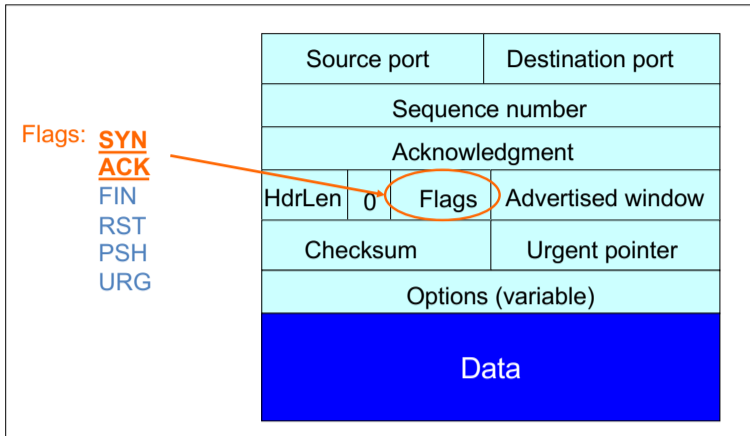 Source port Destination port
Sequence number
Flags: SYN
ACK
Acknowledgment
FIN
HdrLen 0 Flags Advertised window
RST
PSH
Checksum Urgent pointer
URG
Options (variable)
Data